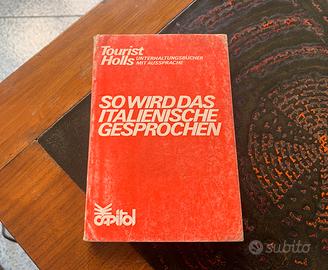 Tourist
Holls UNTERHALTUNGSBÜCHER
MIT AUSSPRACHE
SO WIRD DAS
ITALIENISCHE
GESPROCHEN
capitol
subito